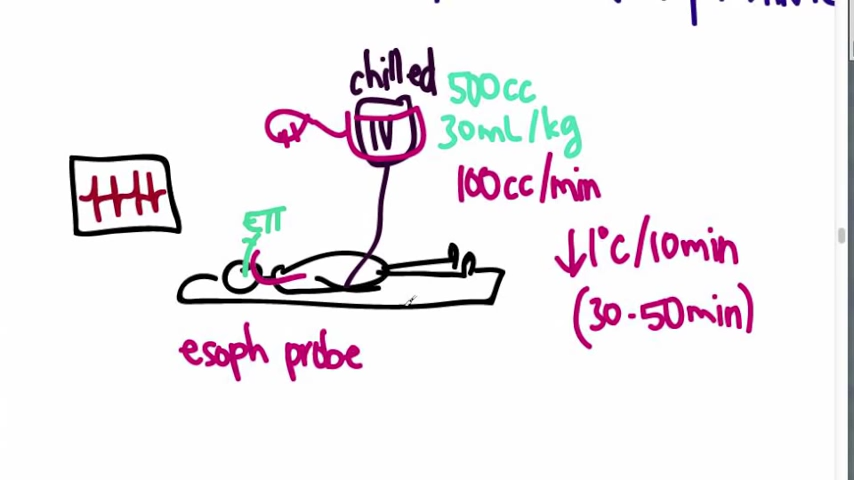 chilled
500cc
30mL/kg
IV
100cc/min
ETT
↓1°C/10min
(30-50min)
esoph probe